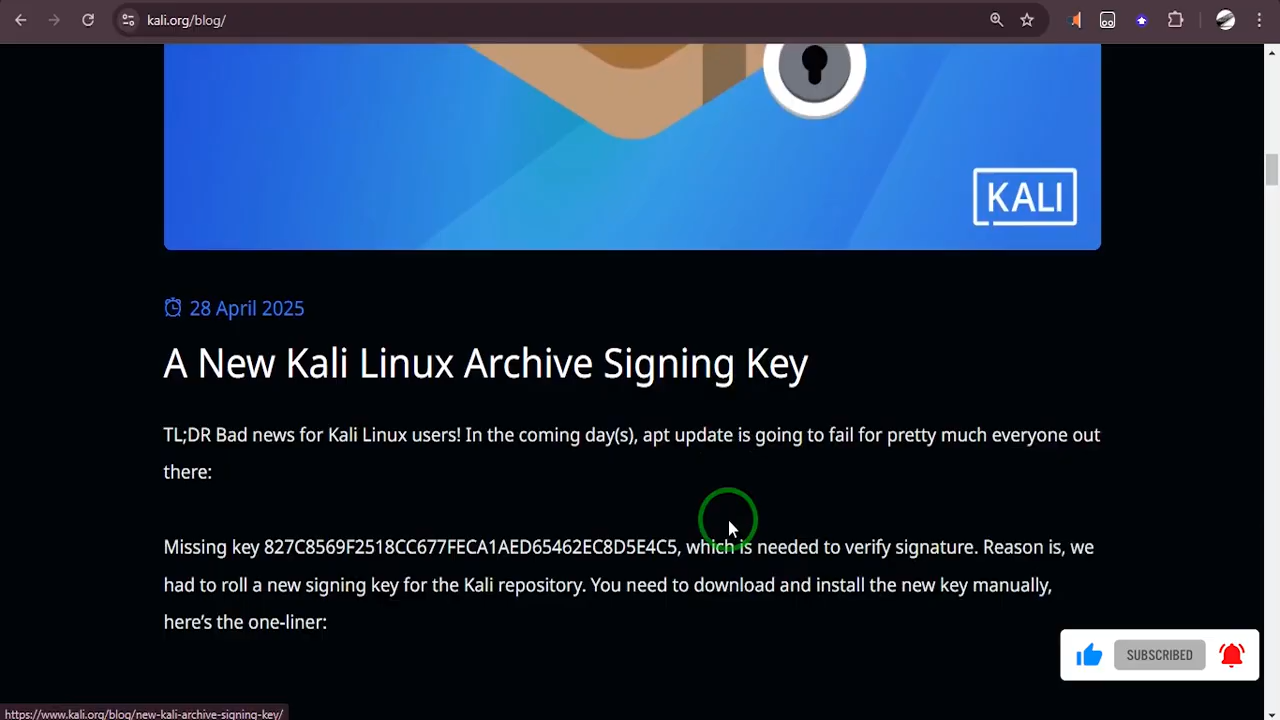 kali.org/blog/
KALI
28 April 2025
A New Kali Linux Archive Signing Key
TL;DR Bad news for Kali Linux users! In the coming day(s), apt update is going to fail for pretty much everyone out
there:
Missing key 827C8569F2518CC677FECA1AED65462EC8D5E4C5, which is needed to verify signature. Reason is, we
had to roll a new signing key for the Kali repository. You need to download and install the new key manually,
here’s the one-liner:
SUBSCRIBED
https://www.kali.org/blog/new-kali-archive-signing-key/